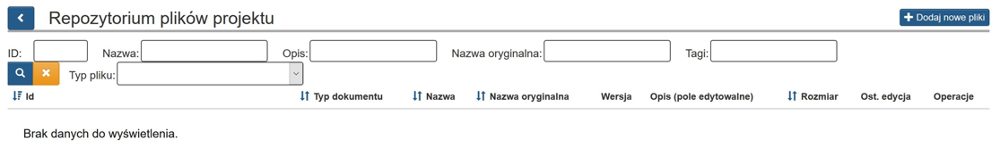 Repozytorium plików projektu
Dodaj nowe pliki
ID: Nazwa: Opis: Nazwa oryginalna: Tagi:
Typ pliku:
Id Typ dokumentu Nazwa Nazwa oryginalna Wersja Opis (pole edytowalne) Rozmiar Ost. edycja Operacje
Brak danych do wyświetlenia.